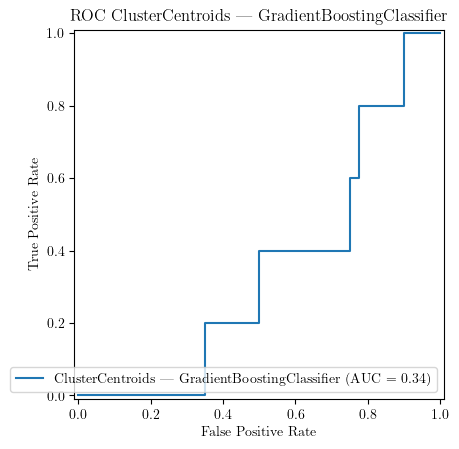 ROC ClusterCentroids — GradientBoostingClassifier
1.0
0.8
0.6
0.4
0.2
0.0
True Positive Rate
ClusterCentroids — GradientBoostingClassifier (AUC = 0.34)
0.0 0.2 0.4 0.6 0.8 1.0
False Positive Rate